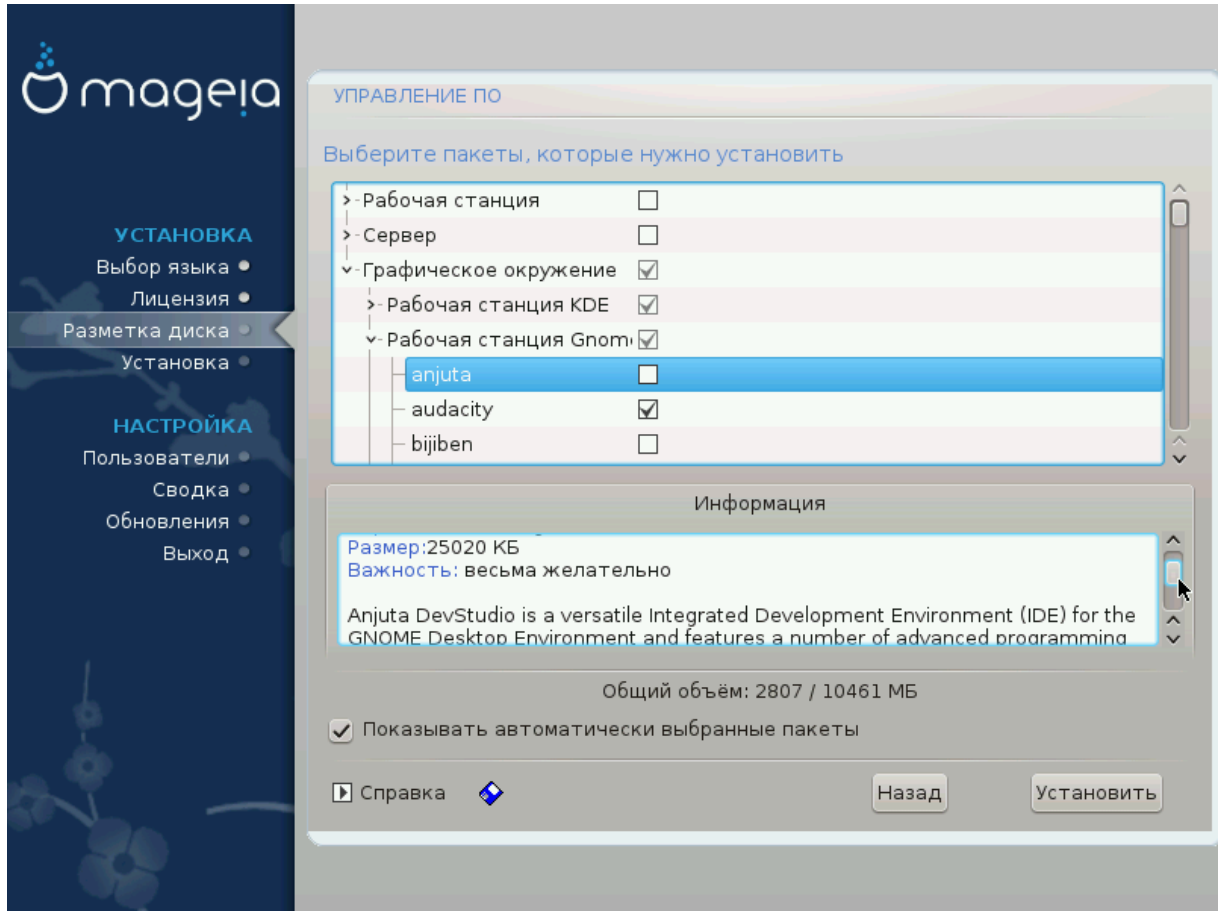 mageia
УСТАНОВКА
Выбор языка
Лицензия
Разметка диска
Установка
НАСТРОЙКА
Пользователи
Сводка
Обновления
Выход
УПРАВЛЕНИЕ ПО
Выберите пакеты, которые нужно установить
Рабочая станция
Сервер
Графическое окружение
Рабочая станция KDE
Рабочая станция Gnom
anjuta
audacity
bijiben
Информация
Размер:25020 КБ
Важность: весьма желательно
Anjuta DevStudio is a versatile Integrated Development Environment (IDE) for the
GNOME Desktop Environment and features a number of advanced programming
Общий объём: 2807 / 10461 МБ
Показывать автоматически выбранные пакеты
Справка
Назад
Установить